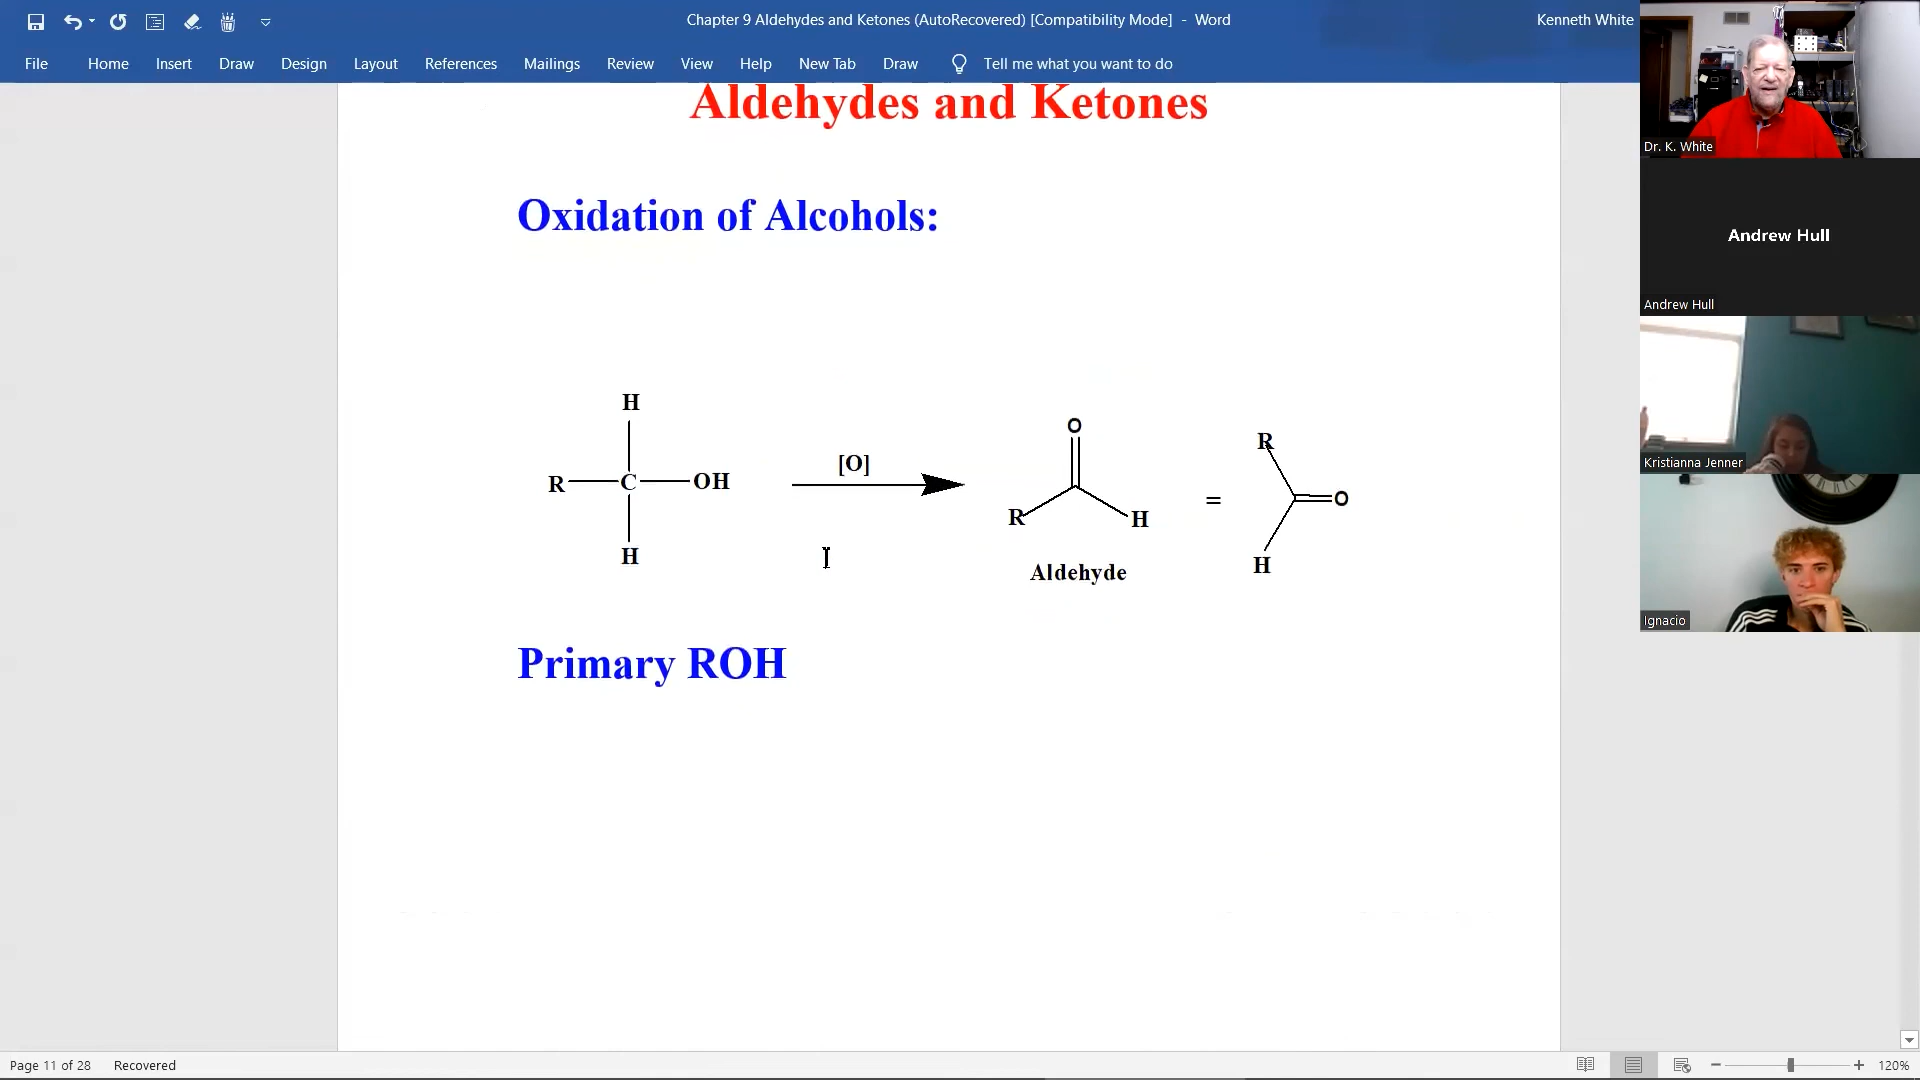 Chapter 9 Aldehydes and Ketones (AutoRecovered) [Compatibility Mode] - Word
Kenneth White
File Home Insert Draw Design Layout References Mailings Review View Help New Tab Draw Tell me what you want to do
Aldehydes and Ketones
Oxidation of Alcohols:
H
R C OH
H
[O]
O
R H
Aldehyde
=
R
O
H
Primary ROH
Dr. K. White
Andrew Hull
Andrew Hull
Kristianna Jenner
Ignacio
Page 11 of 28 Recovered
120%